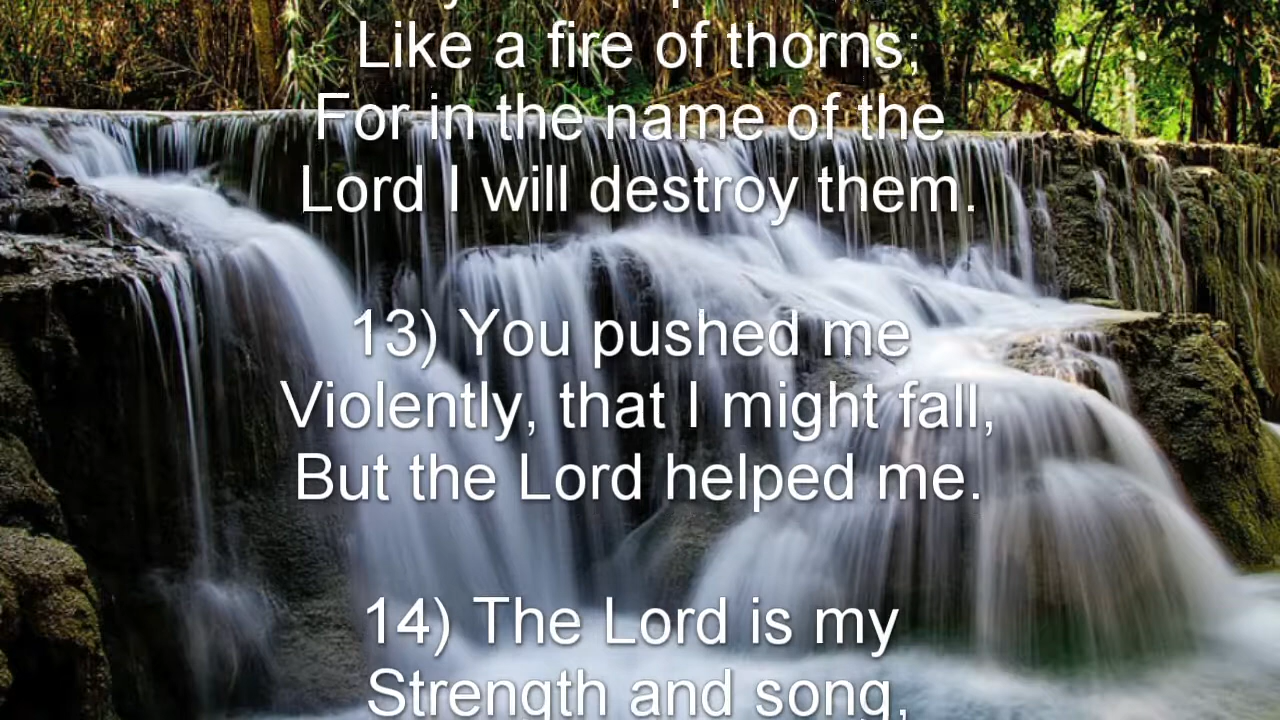 Like a fire of thorns;
For in the name of the
Lord I will destroy them.
13) You pushed me
Violently, that I might fall,
But the Lord helped me.
14) The Lord is my
Strength and song,